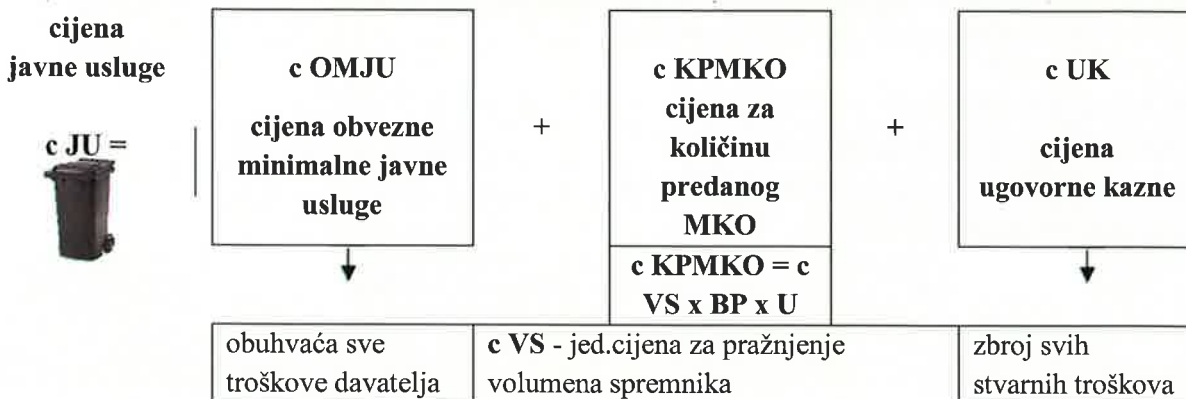 cijena
javne usluge
c JU =
c OMJU
cijena obvezne
minimalne javne
usluge
+
c KPMKO
cijena za
količinu
predanog
MKO
c KPMKO = c
VS x BP x U
+
c UK
cijena
ugovorne kazne
obuhvaća sve
troškove davatelja
c VS - jed.cijena za pražnjenje
volumena spremnika
zbroj svih
stvarnih troškova